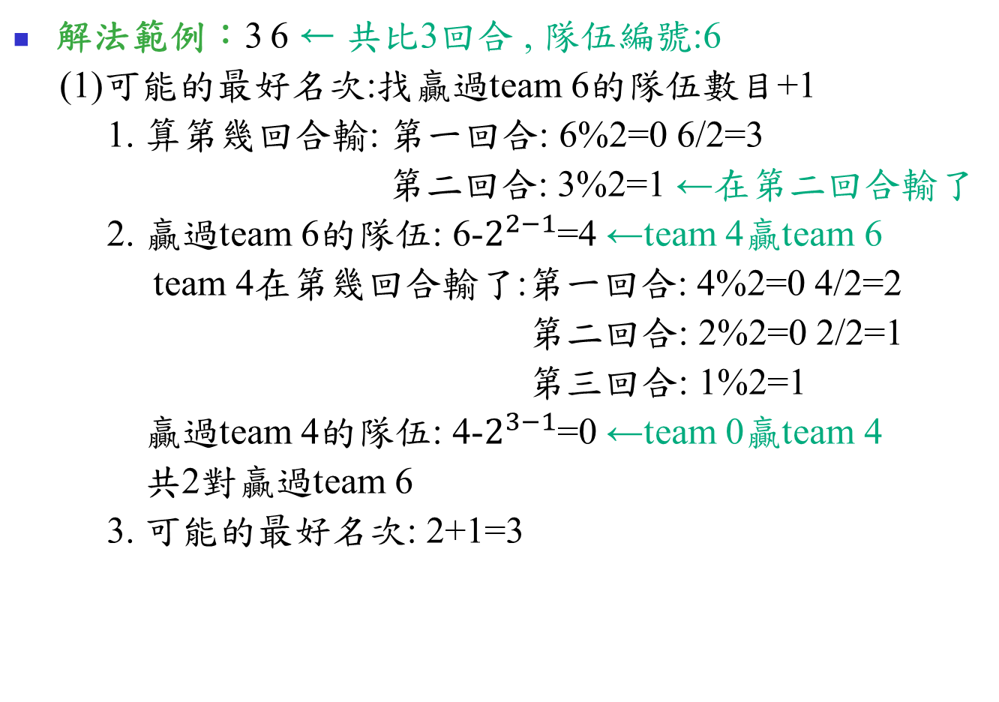 解法範例：3 6 ← 共比3回合 , 隊伍編號:6
(1)可能的最好名次:找贏過team 6的隊伍數目+1
1. 算第幾回合輸: 第一回合: 6%2=0 6/2=3
第二回合: 3%2=1 ←在第二回合輸了
2. 贏過team 6的隊伍: 6-2²⁻¹=4 ←team 4贏team 6
team 4在第幾回合輸了:第一回合: 4%2=0 4/2=2
第二回合: 2%2=0 2/2=1
第三回合: 1%2=1
贏過team 4的隊伍: 4-2³⁻¹=0 ←team 0贏team 4
共2對贏過team 6
3. 可能的最好名次: 2+1=3